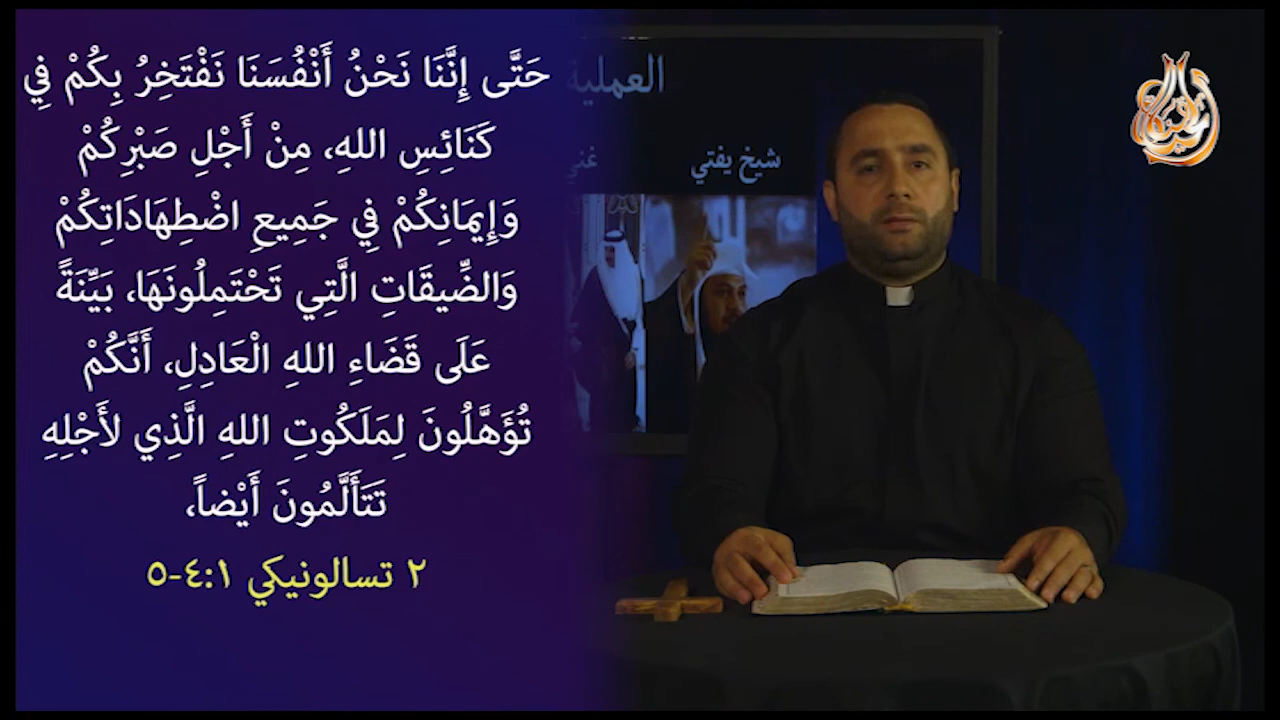 حَتَّى إِنَّنَا نَحْنُ أَنْفُسَنَا نَفْتَخِرُ بِكُمْ فِي
كَنَائِسِ اللهِ، مِنْ أَجْلِ صَبْرِكُمْ
وَإِيمَانِكُمْ فِي جَمِيعِ اضْطِهَادَاتِكُمْ
وَالضِّيقَاتِ الَّتِي تَحْتَمِلُونَهَا، بَيِّنَةً
عَلَى قَضَاءِ اللهِ الْعَادِلِ، أَنَّكُمْ
تُؤَهَّلُونَ لِمَلَكُوتِ اللهِ الَّذِي لأَجْلِهِ
تَتَأَلَّمُونَ أَيْضاً،
٢ تسالونيكي ١:٤-٥
العملية
شيخ يفتي